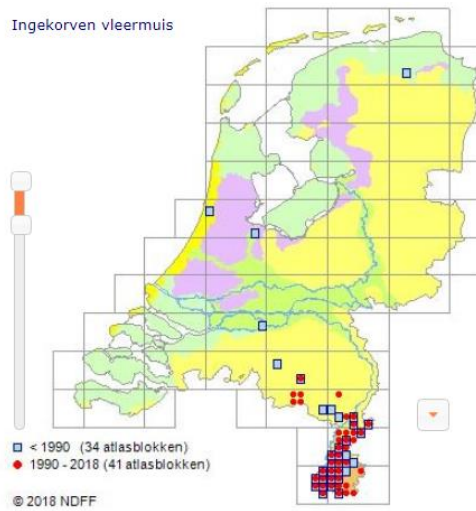 Ingekorven vleermuis
< 1990 (34 atlasblokken)
1990 - 2018 (41 atlasblokken)
© 2018 NDFF